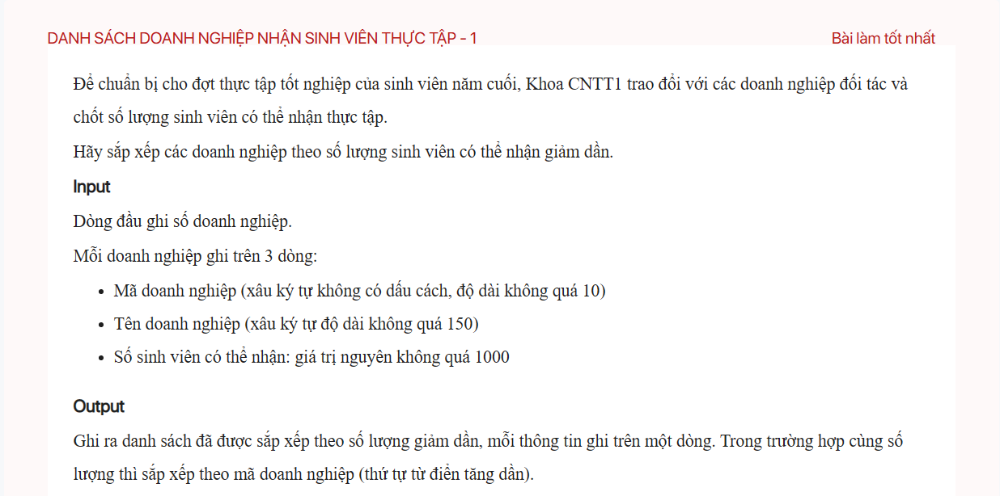 DANH SÁCH DOANH NGHIỆP NHẬN SINH VIÊN THỰC TẬP - 1
Bài làm tốt nhất
Để chuẩn bị cho đợt thực tập tốt nghiệp của sinh viên năm cuối, Khoa CNTT1 trao đổi với các doanh nghiệp đối tác và
chốt số lượng sinh viên có thể nhận thực tập.
Hãy sắp xếp các doanh nghiệp theo số lượng sinh viên có thể nhận giảm dần.
Input
Dòng đầu ghi số doanh nghiệp.
Mỗi doanh nghiệp ghi trên 3 dòng:
• Mã doanh nghiệp (xâu ký tự không có dấu cách, độ dài không quá 10)
• Tên doanh nghiệp (xâu ký tự độ dài không quá 150)
• Số sinh viên có thể nhận: giá trị nguyên không quá 1000
Output
Ghi ra danh sách đã được sắp xếp theo số lượng giảm dần, mỗi thông tin ghi trên một dòng. Trong trường hợp cùng số
lượng thì sắp xếp theo mã doanh nghiệp (thứ tự từ điển tăng dần).